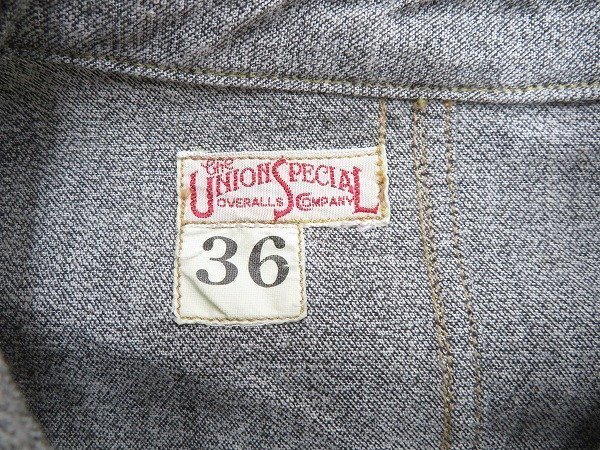 The
UNION SPECIAL
OVERALLS COMPANY
36